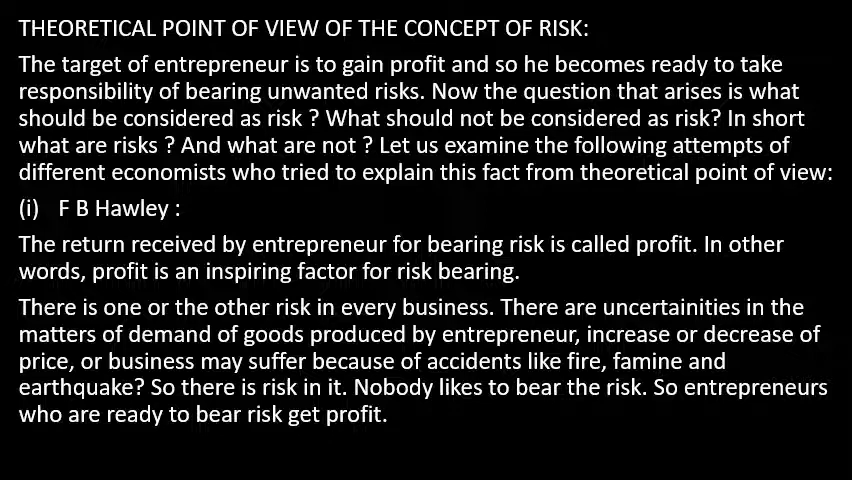 THEORETICAL POINT OF VIEW OF THE CONCEPT OF RISK:
The target of entrepreneur is to gain profit and so he becomes ready to take
responsibility of bearing unwanted risks. Now the question that arises is what
should be considered as risk ? What should not be considered as risk? In short
what are risks ? And what are not ? Let us examine the following attempts of
different economists who tried to explain this fact from theoretical point of view:
(i) F B Hawley :
The return received by entrepreneur for bearing risk is called profit. In other
words, profit is an inspiring factor for risk bearing.
There is one or the other risk in every business. There are uncertainities in the
matters of demand of goods produced by entrepreneur, increase or decrease of
price, or business may suffer because of accidents like fire, famine and
earthquake? So there is risk in it. Nobody likes to bear the risk. So entrepreneurs
who are ready to bear risk get profit.